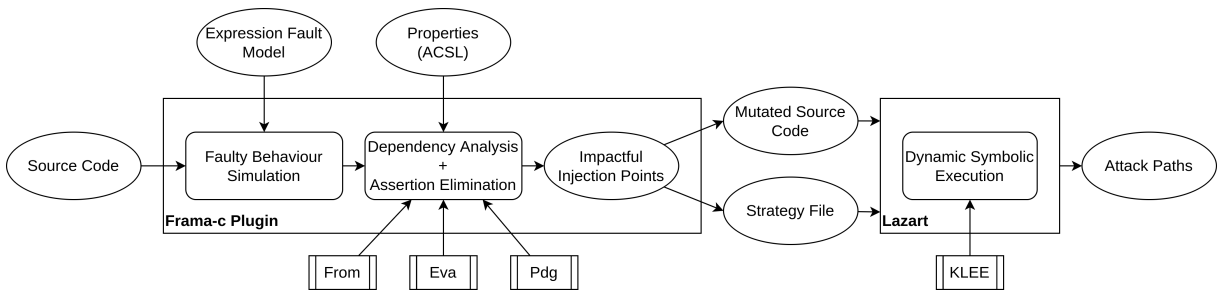 Expression Fault
Model
Properties
(ACSL)
Source Code
Faulty Behaviour
Simulation
Dependency Analysis
+
Assertion Elimination
Impactful
Injection Points
Frama-c Plugin
From
Eva
Pdg
Mutated Source
Code
Strategy File
Dynamic Symbolic
Execution
Lazart
KLEE
Attack Paths